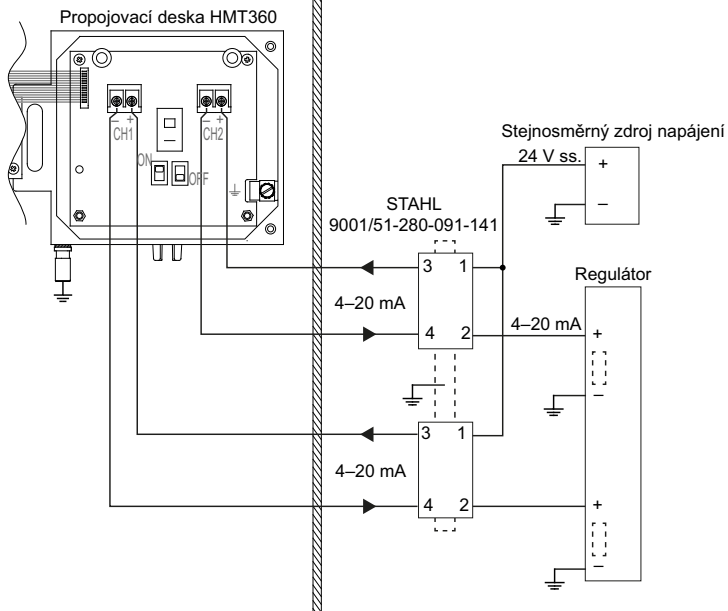 Propojovací deska HMT360
– +
CH1
– +
CH2
ON
OFF
Stejnosměrný zdroj napájení
24 V ss.
+
–
STAHL
9001/51-280-091-141
3 1
4–20 mA
4 2
4–20 mA
Regulátor
+
–
3 1
4–20 mA
4 2
+
–